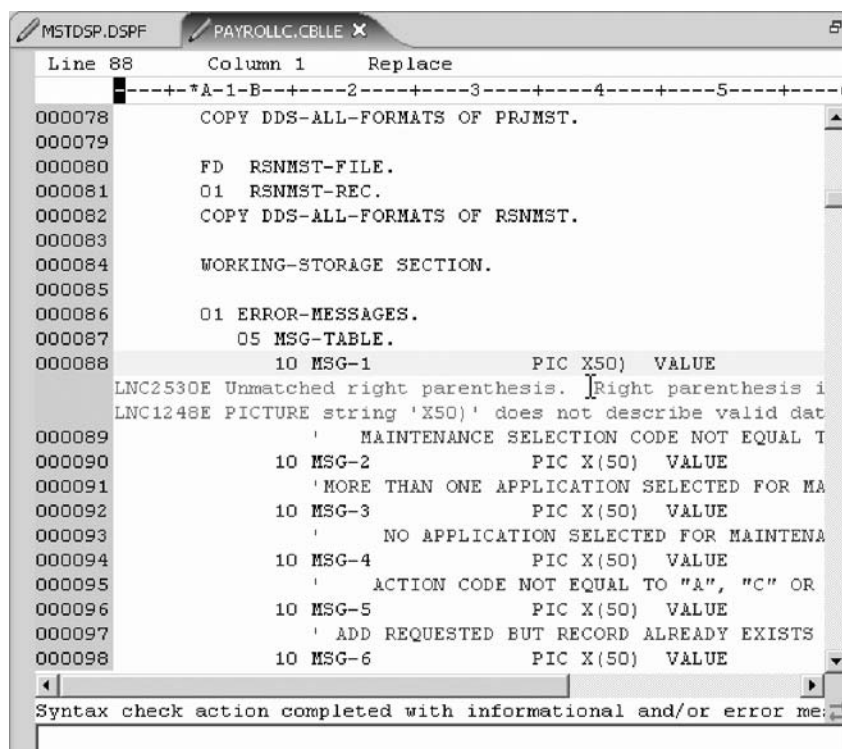 MSTDSP.DSPF PAYROLLC.CBLLE
Line 88 Column 1 Replace
-----+-*A-1-B--+----2----+----3----+----4----+----5----+----
000078 COPY DDS-ALL-FORMATS OF PRJMST.
000079
000080 FD RSNMST-FILE.
000081 01 RSNMST-REC.
000082 COPY DDS-ALL-FORMATS OF RSNMST.
000083
000084 WORKING-STORAGE SECTION.
000085
000086 01 ERROR-MESSAGES.
000087 05 MSG-TABLE.
000088 10 MSG-1 PIC X50) VALUE
LNC2530E Unmatched right parenthesis. Right parenthesis i
LNC1248E PICTURE string 'X50)' does not describe valid dat
000089 ' MAINTENANCE SELECTION CODE NOT EQUAL T
000090 10 MSG-2 PIC X(50) VALUE
000091 'MORE THAN ONE APPLICATION SELECTED FOR MA
000092 10 MSG-3 PIC X(50) VALUE
000093 ' NO APPLICATION SELECTED FOR MAINTENA
000094 10 MSG-4 PIC X(50) VALUE
000095 ' ACTION CODE NOT EQUAL TO "A", "C" OR
000096 10 MSG-5 PIC X(50) VALUE
000097 ' ADD REQUESTED BUT RECORD ALREADY EXISTS
000098 10 MSG-6 PIC X(50) VALUE
Syntax check action completed with informational and/or error me